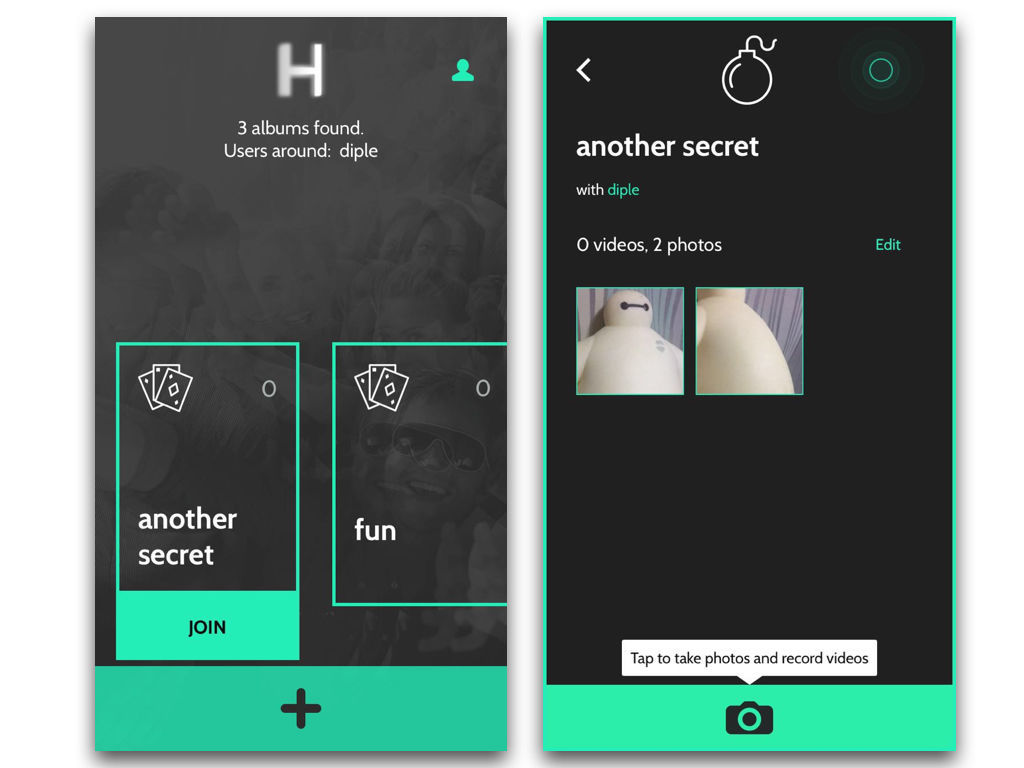 H
3 albums found.
Users around: diple
0
another
secret
JOIN
0
fun
another secret
with diple
0 videos, 2 photos
Edit
Tap to take photos and record videos